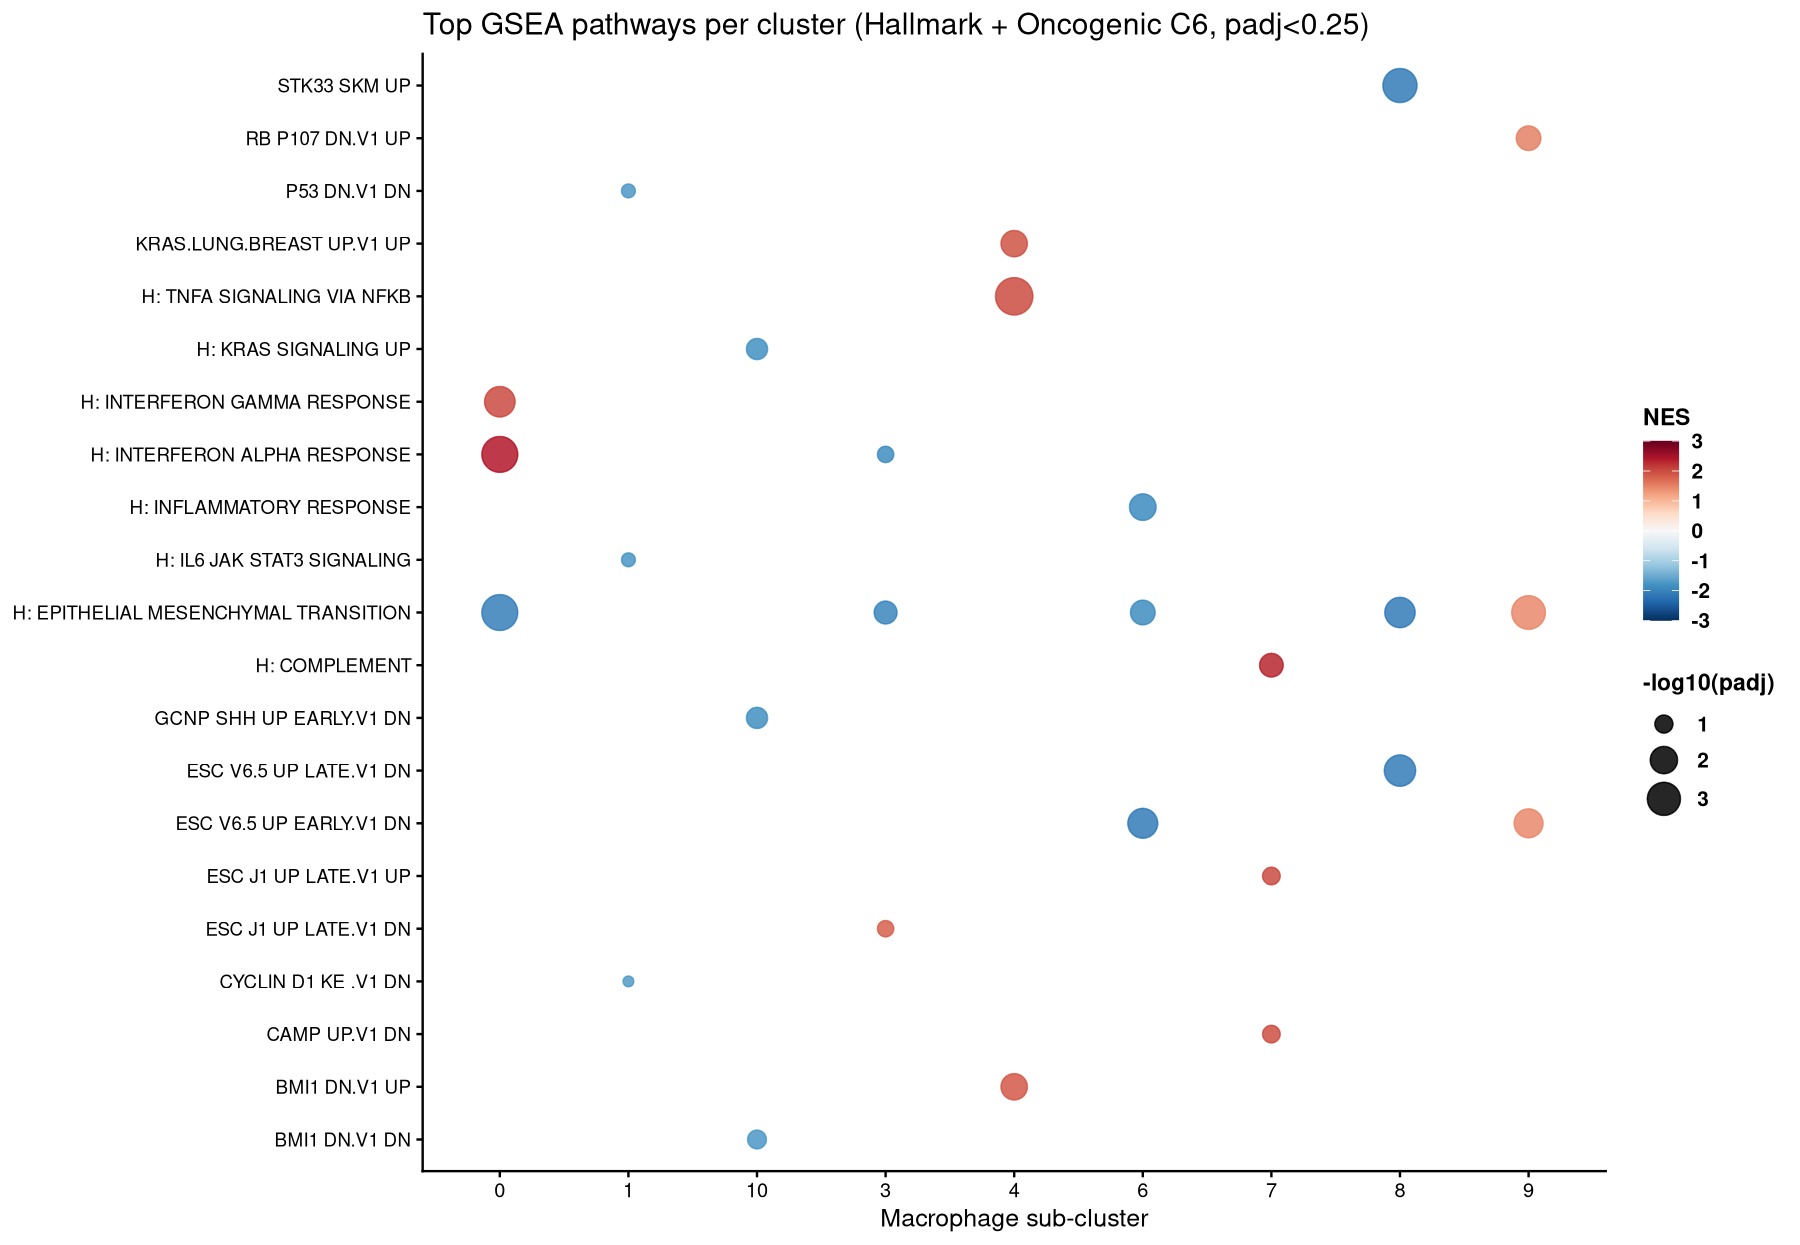 Top GSEA pathways per cluster (Hallmark + Oncogenic C6, padj<0.25)
STK33 SKM UP
RB P107 DN.V1 UP
P53 DN.V1 DN
KRAS.LUNG.BREAST UP.V1 UP
H: TNFA SIGNALING VIA NFKB
H: KRAS SIGNALING UP
H: INTERFERON GAMMA RESPONSE
H: INTERFERON ALPHA RESPONSE
H: INFLAMMATORY RESPONSE
H: IL6 JAK STAT3 SIGNALING
H: EPITHELIAL MESENCHYMAL TRANSITION
H: COMPLEMENT
GCNP SHH UP EARLY.V1 DN
ESC V6.5 UP LATE.V1 DN
ESC V6.5 UP EARLY.V1 DN
ESC J1 UP LATE.V1 UP
ESC J1 UP LATE.V1 DN
CYCLIN D1 KE .V1 DN
CAMP UP.V1 DN
BMI1 DN.V1 UP
BMI1 DN.V1 DN
0 1 10 3 4 6 7 8 9
Macrophage sub-cluster
NES
3
2
1
0
-1
-2
-3
-log10(padj)
1
2
3